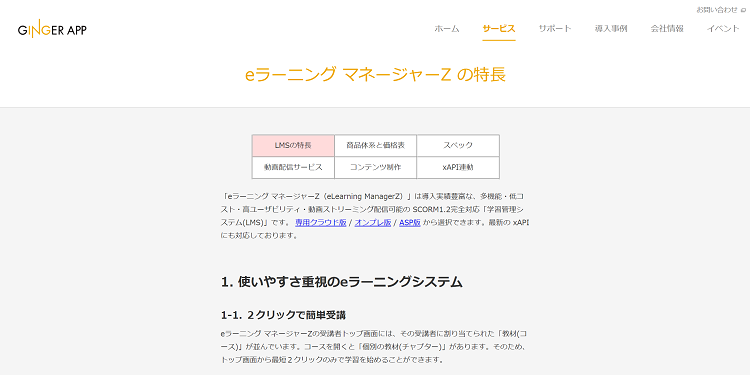 お問い合わせ
GINGER APP
ホーム サービス サポート 導入事例 会社情報 イベント
eラーニング マネージャーZ の特長
LMSの特長 商品体系と価格表 スペック
動画配信サービス コンテンツ制作 xAPI連動
「eラーニング マネージャーZ（eLearning ManagerZ）」は導入実績豊富な、多機能・低
コスト・高ユーザビリティ・動画ストリーミング配信可能の SCORM1.2完全対応「学習管理シ
ステム(LMS)」です。 専用クラウド版 / オンプレ版 / ASP版 から選択できます。最新の xAPI
にも対応しております。
1. 使いやすさ重視のeラーニングシステム
1-1. ２クリックで簡単受講
eラーニング マネージャーZの受講者トップ画面には、その受講者に割り当てられた「教材(コ
ース)」が並んでいます。コースを開くと「個別の教材(チャプター)」があります。そのため、
トップ画面から最短２クリックのみで学習を始めることができます。